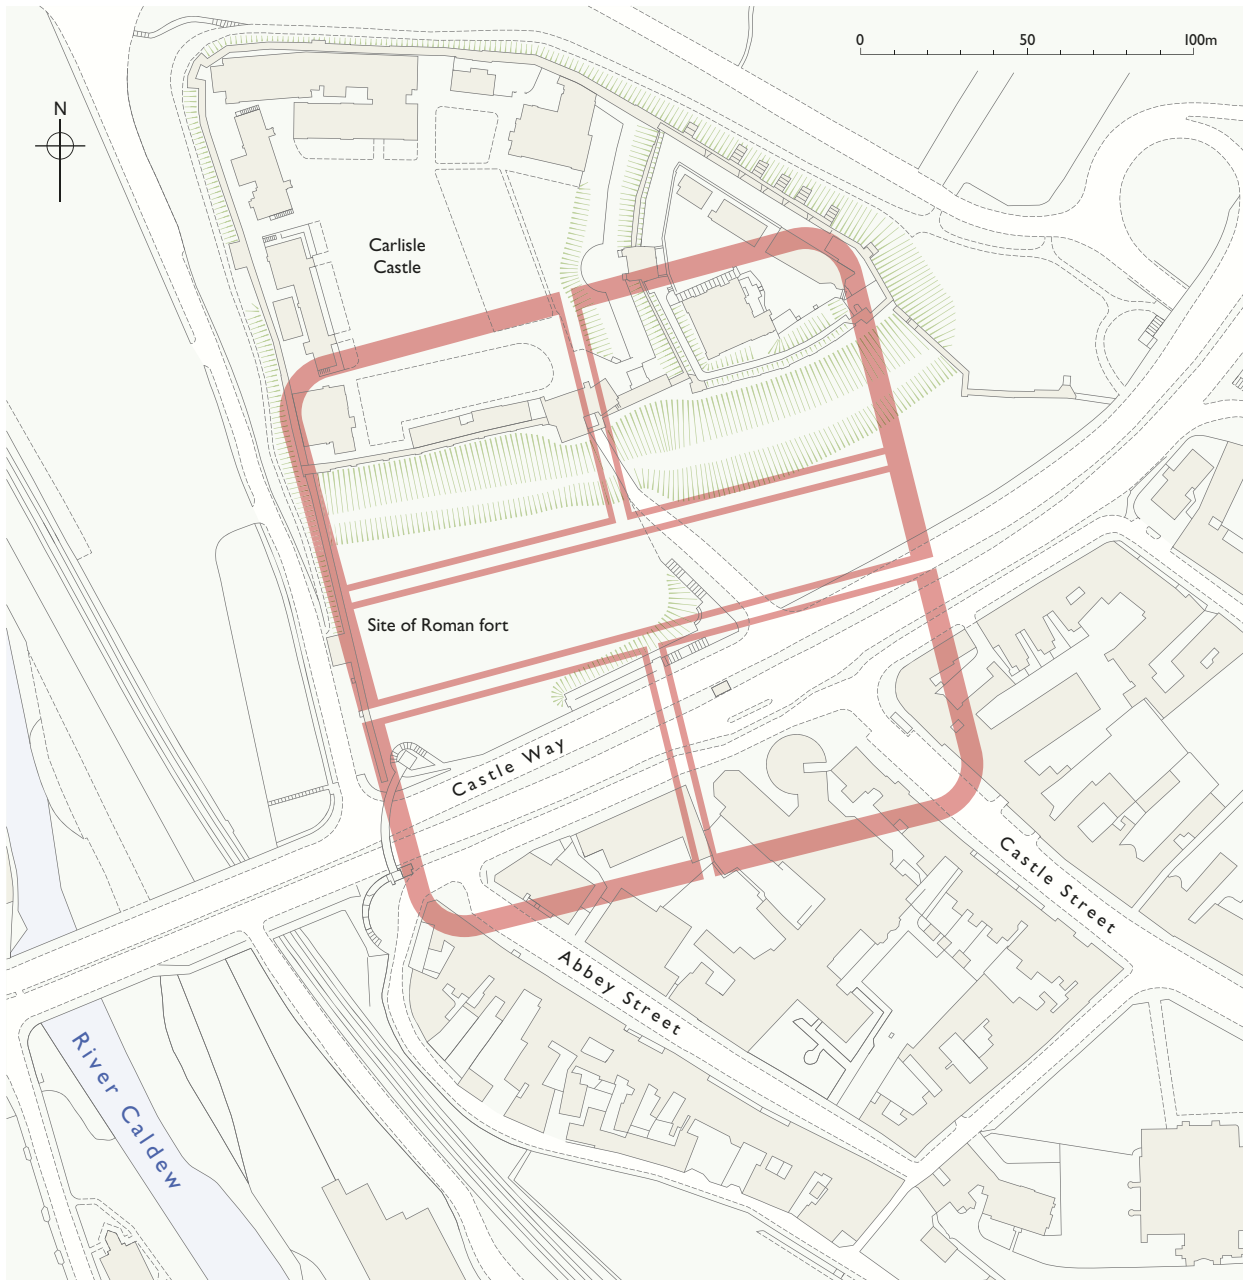 0 50 100m
N
Carlisle
Castle
Site of Roman fort
Castle Way
Castle Street
Abbey Street
River Caldew